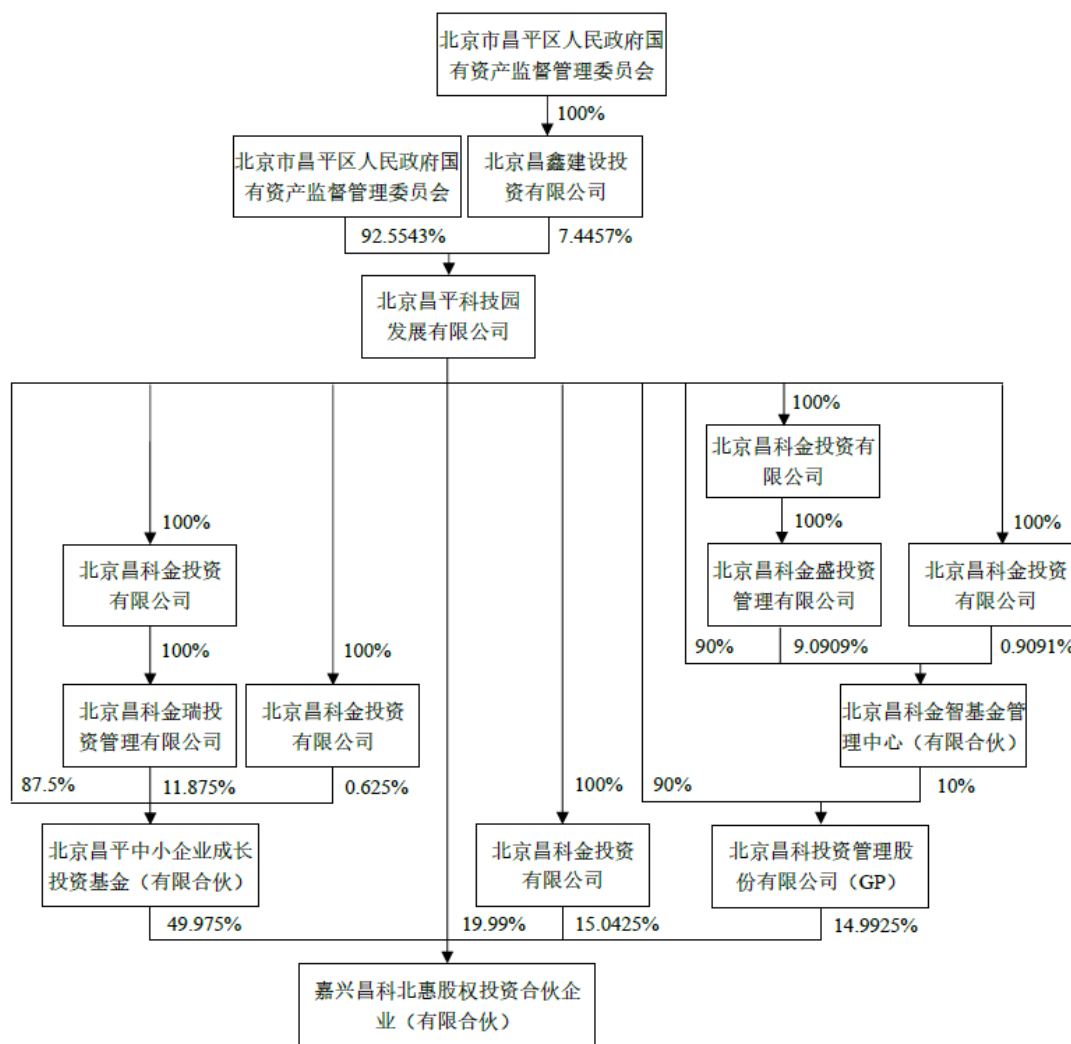 北京市昌平区人民政府国
有资产监督管理委员会
100%
北京市昌平区人民政府国
有资产监督管理委员会
北京昌鑫建设投
资有限公司
92.5543%
7.4457%
北京昌平科技园
发展有限公司
100%
北京昌科金投资有
限公司
100%
100%
100%
北京昌科金投资
有限公司
北京昌科金盛投资
管理有限公司
北京昌科金投资
有限公司
100%
100%
90%
9.0909%
0.9091%
北京昌科金瑞投
资管理有限公司
北京昌科金投资
有限公司
北京昌科金智基金管
理中心（有限合伙）
87.5%
11.875%
0.625%
100%
90%
10%
北京昌平中小企业成长
投资基金（有限合伙）
北京昌科金投资
有限公司
北京昌科投资管理股
份有限公司（GP）
49.975%
19.99%
15.0425%
14.9925%
嘉兴昌科北惠股权投资合伙企
业（有限合伙）